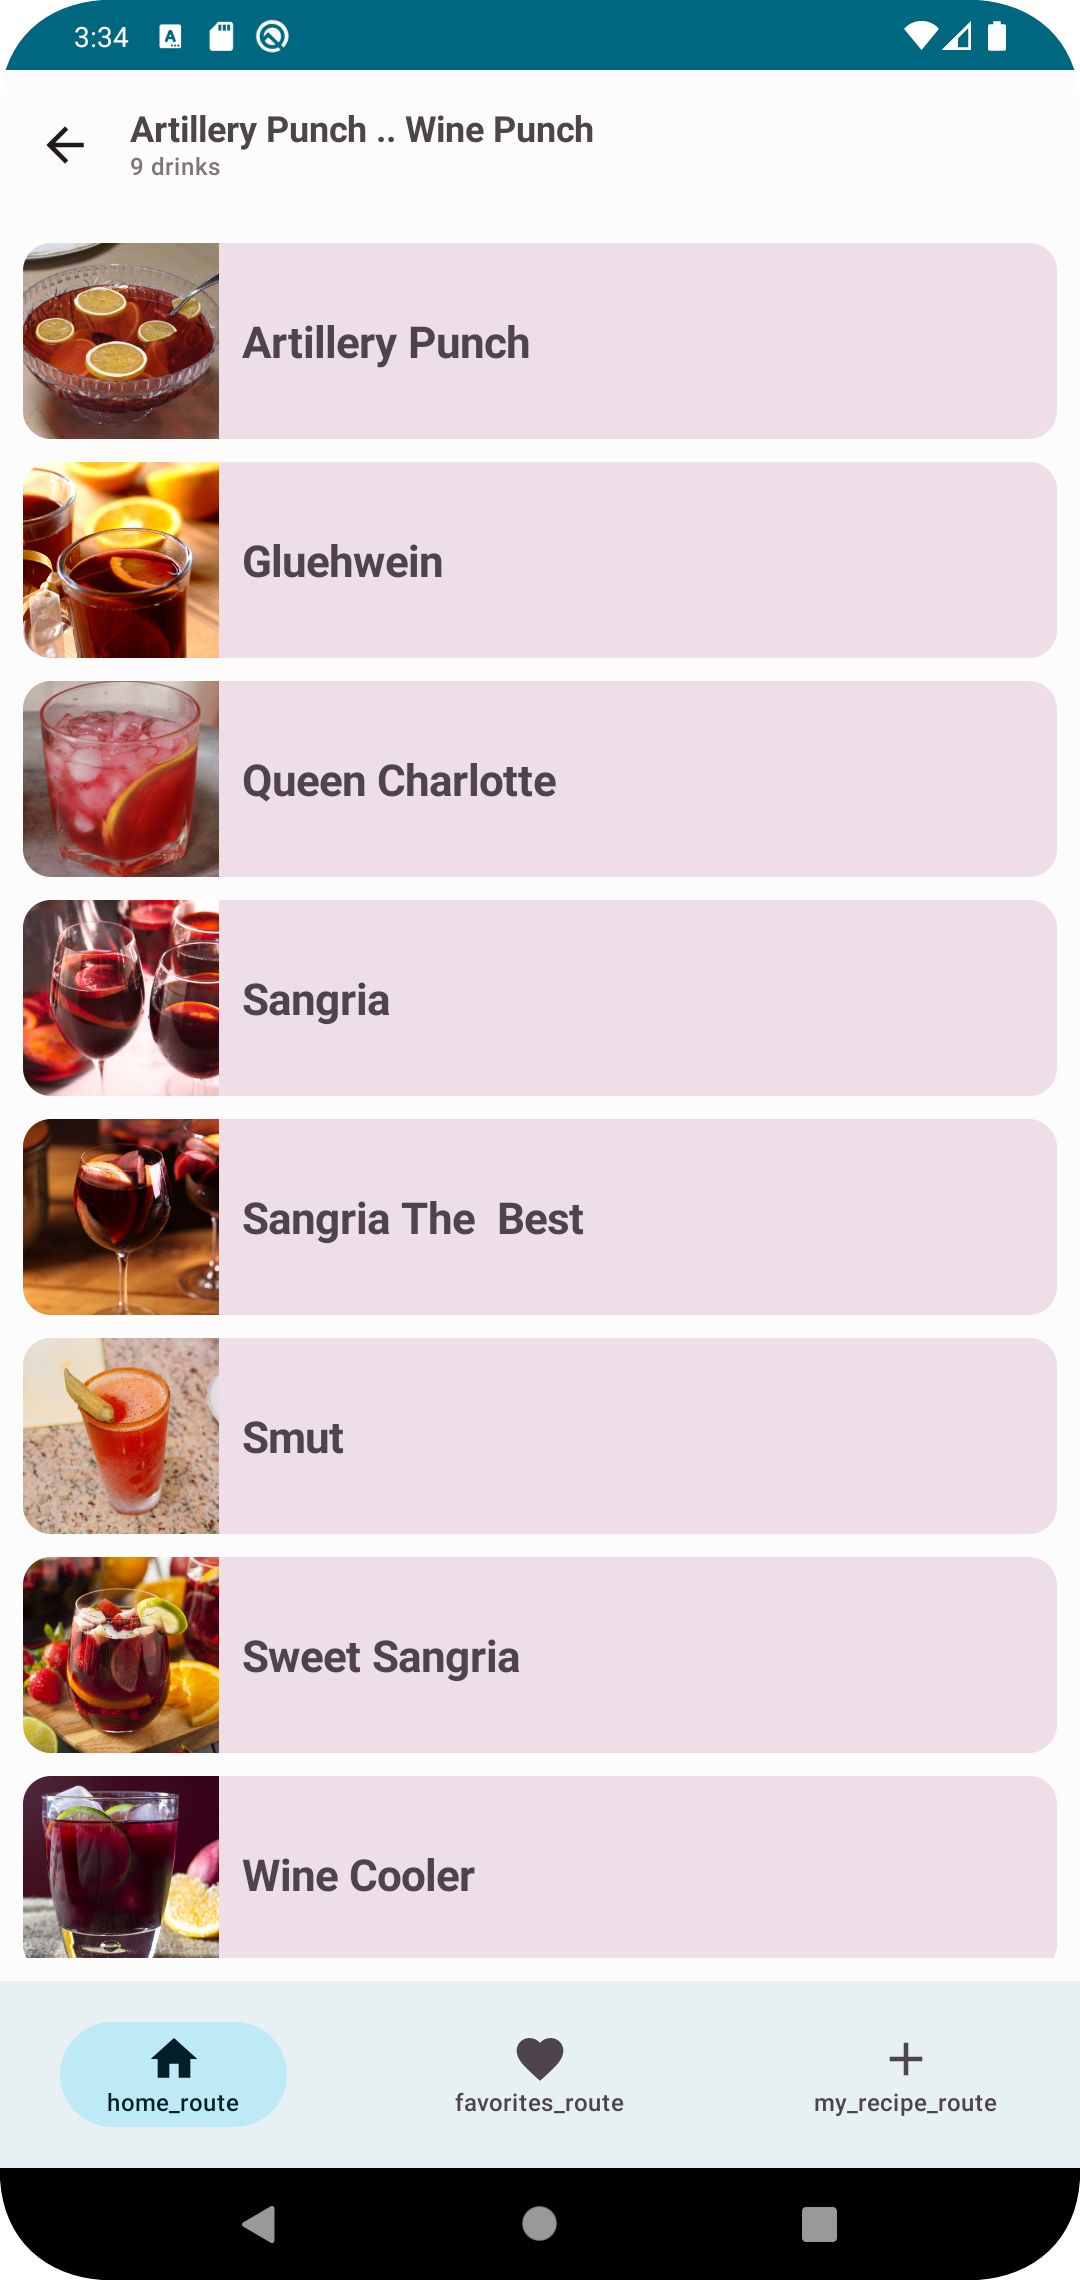 3:34
Artillery Punch .. Wine Punch
9 drinks
Artillery Punch
Gluehwein
Queen Charlotte
Sangria
Sangria The  Best
Smut
Sweet Sangria
Wine Cooler
home_route
favorites_route
my_recipe_route